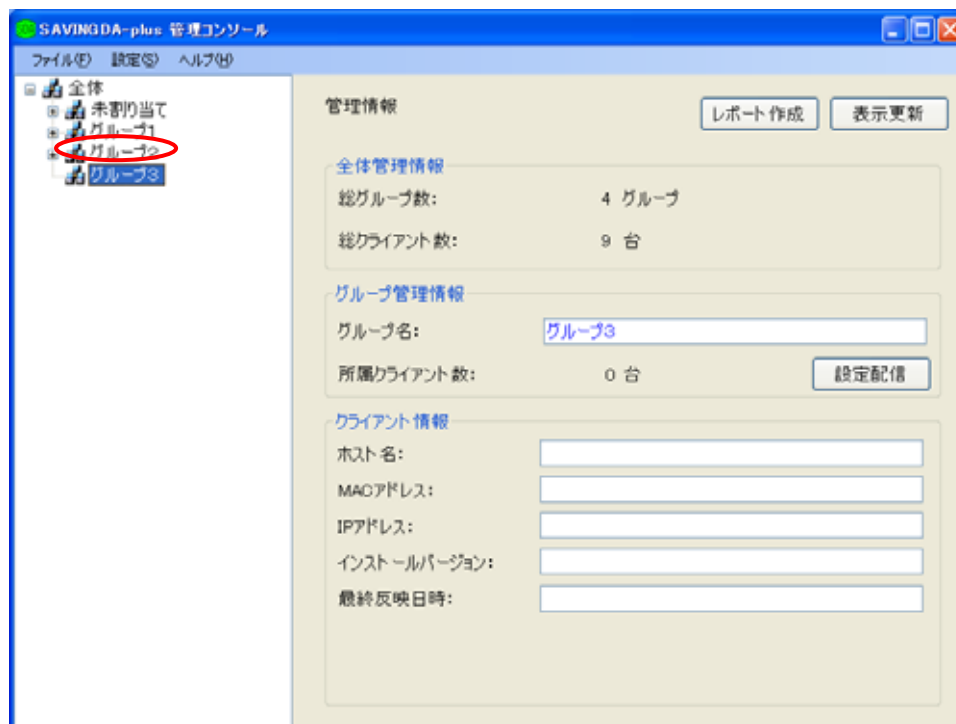 SAVINGDA-plus 管理コンソール
ファイル(F) 設定(S) ヘルプ(H)
全体
未割り当て
グループ1
グループ2
グループ3
管理情報
レポート作成
表示更新
全体管理情報
総グループ数: 4 グループ
総クライアント数: 9 台
グループ管理情報
グループ名: グループ3
所属クライアント数: 0 台
設定配信
クライアント情報
ホスト名:
MACアドレス:
IPアドレス:
インストールバージョン:
最終反映日時: